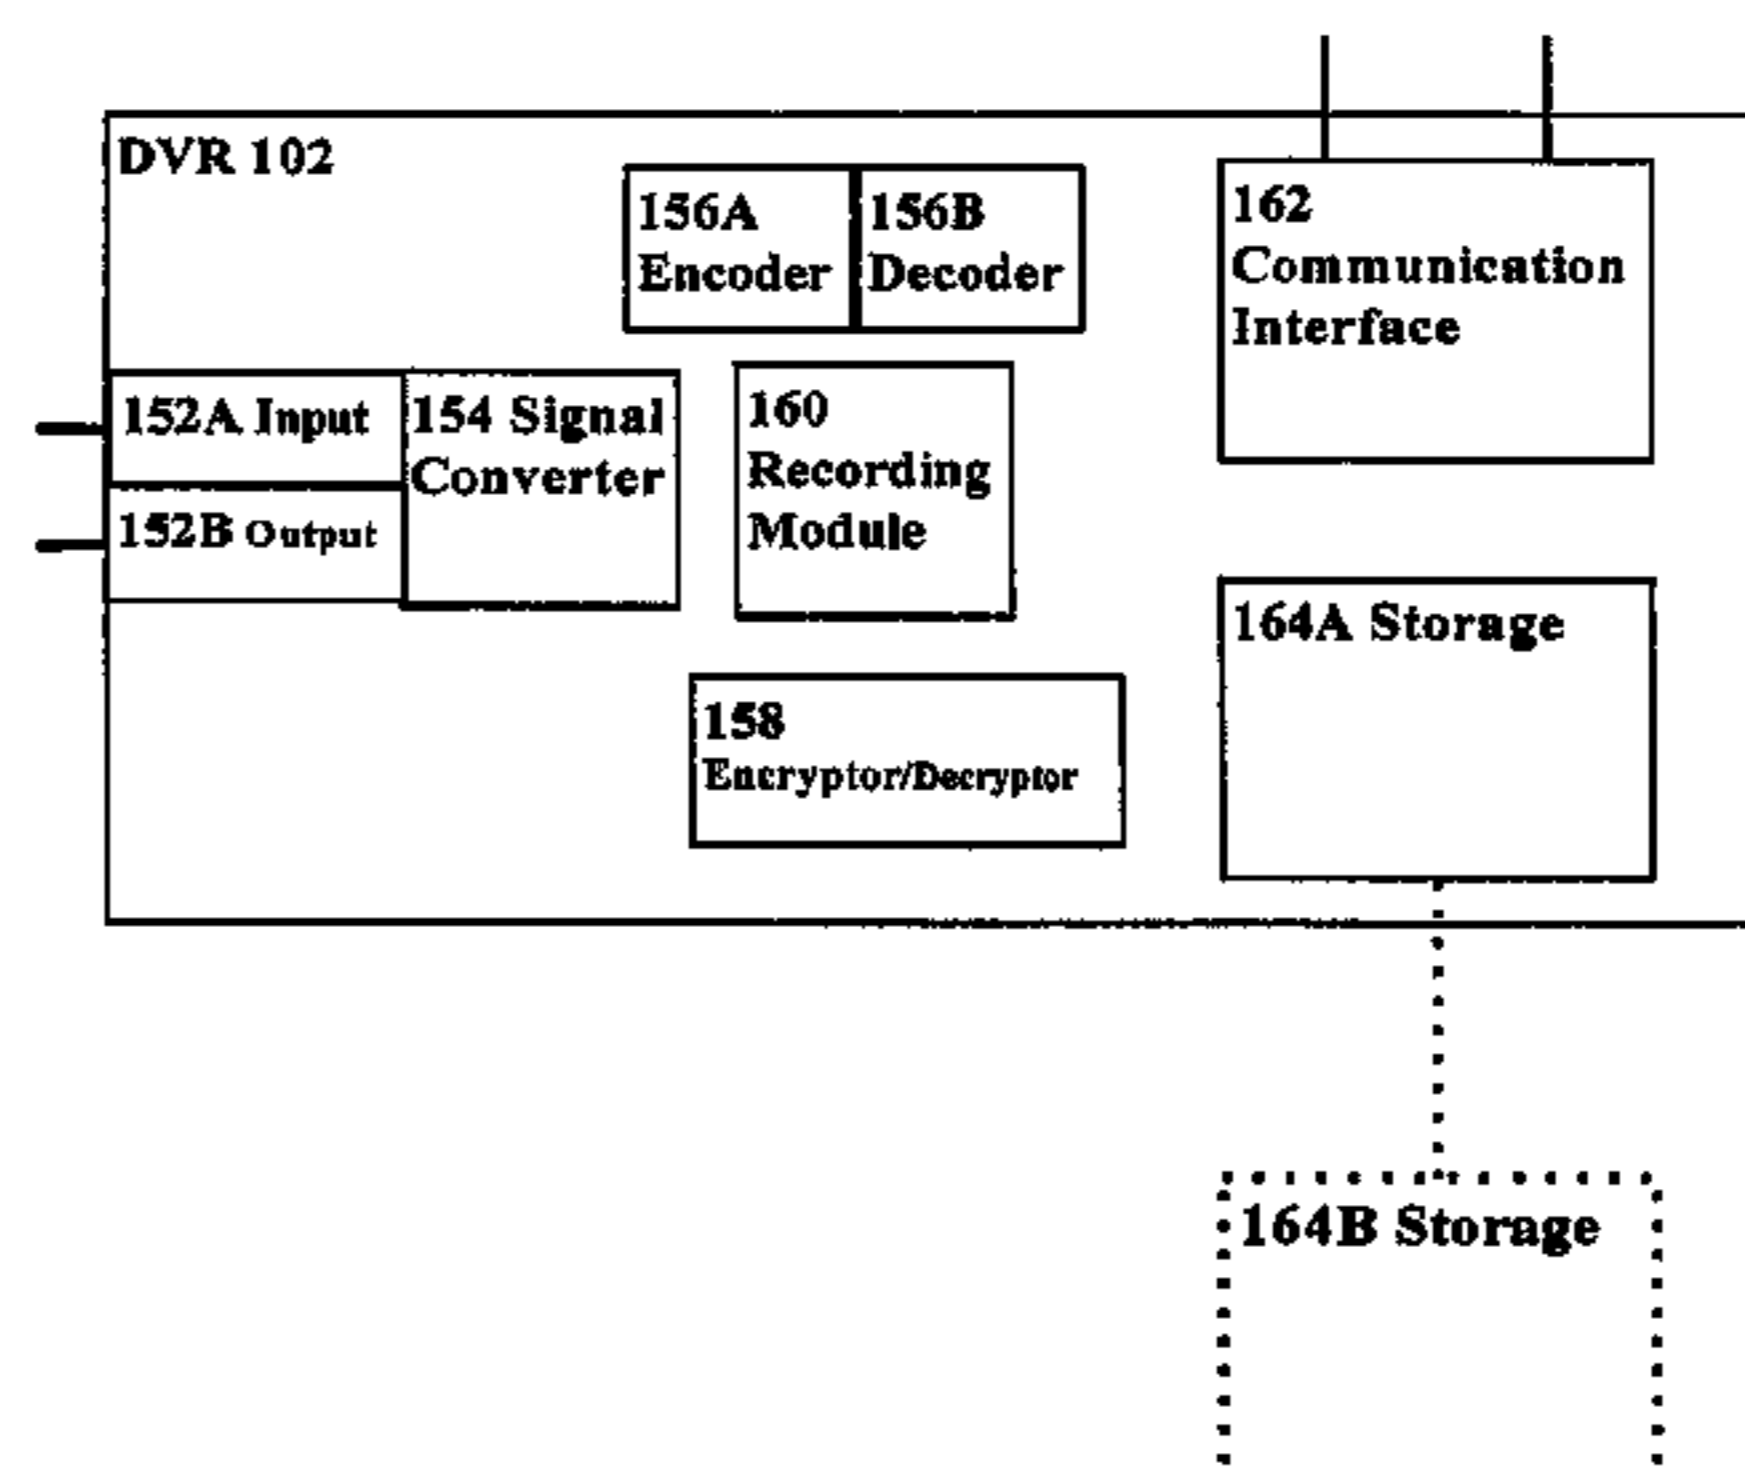 DVR 102
156A
Encoder
156B
Decoder
162
Communication
Interface
152A Input
152B Output
154 Signal
Converter
160
Recording
Module
164A Storage
158
Encryptor/Decryptor
164B Storage